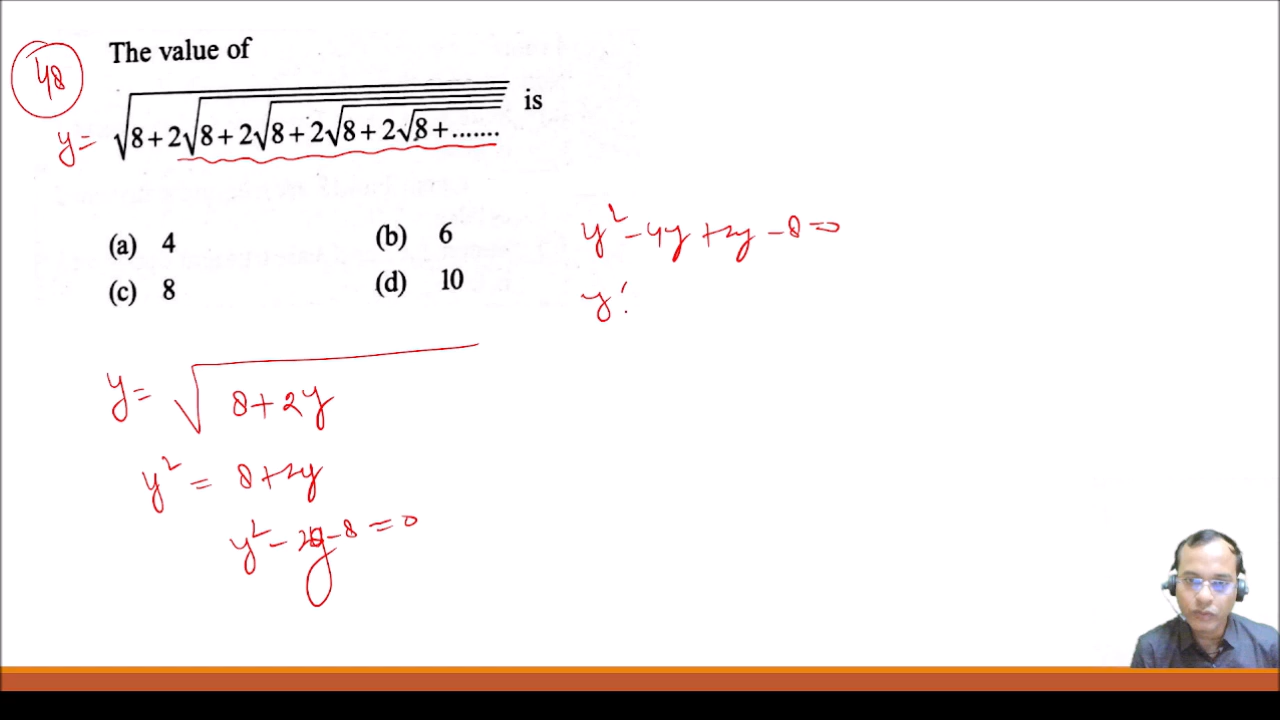 48
The value of
y = √8+2√8+2√8+2√8+2√8+....... is
(a) 4 (b) 6
(c) 8 (d) 10
y = √8+2y
y² = 8+2y
y² - 2y - 8 = 0
y² - 4y + 2y - 8 = 0
y